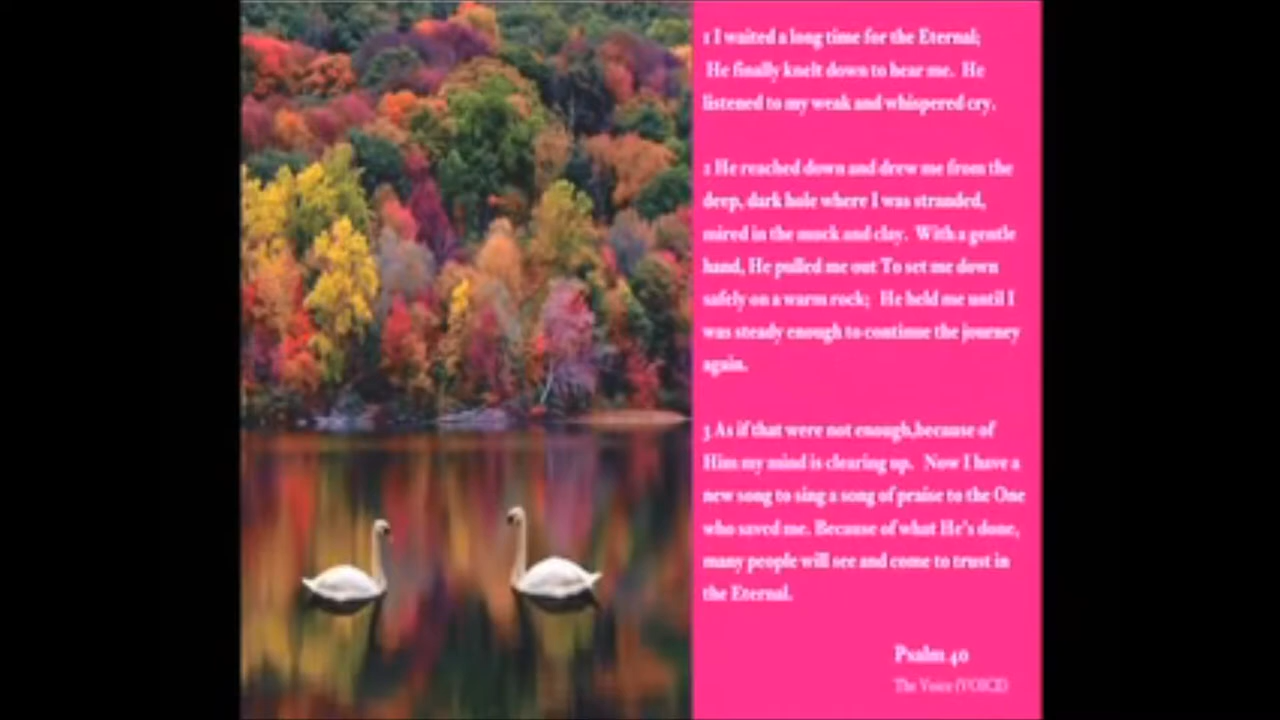 1 I waited a long time for the Eternal;
He finally knelt down to hear me.  He
listened to my weak and whispered cry.
2 He reached down and drew me from the
deep, dark hole where I was stranded,
mired in the muck and clay.  With a gentle
hand, He pulled me out To set me down
safely on a warm rock;  He held me until I
was steady enough to continue the journey
again.
3 As if that were not enough,because of
Him my mind is clearing up.  Now I have a
new song to sing a song of praise to the One
who saved me. Because of what He's done,
many people will see and come to trust in
the Eternal.
Psalm 40
The Voice (VOICE)